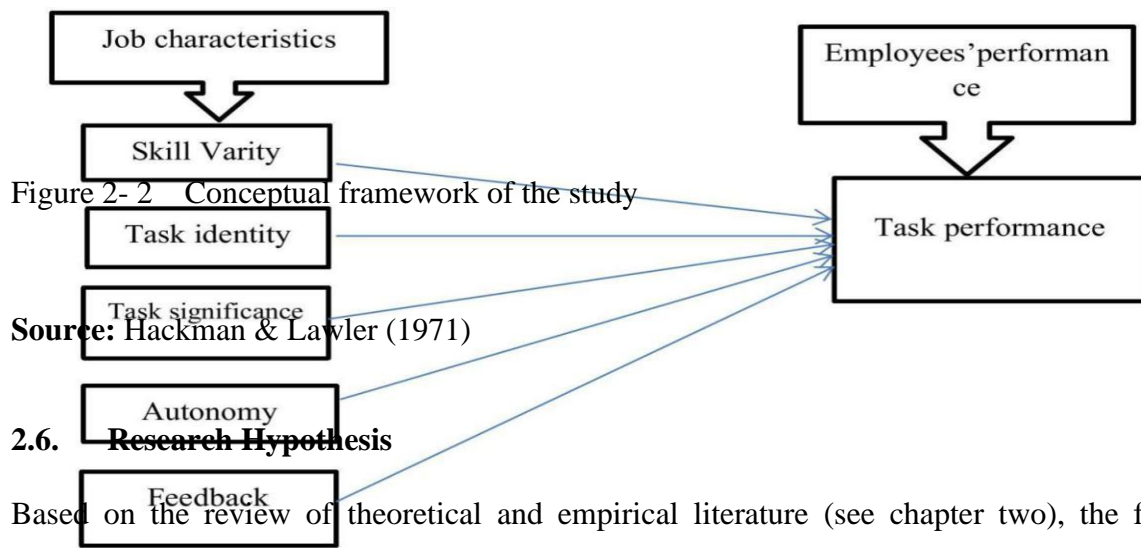 Job characteristics
Employees'performan
ce
Skill Varity
Figure 2- 2 Conceptual framework of the study
Task identity
Task performance
Task significance
Source: Hackman & Lawler (1971)
Autonomy
2.6. Research Hypothesis
Feedback
Based on the review of theoretical and empirical literature (see chapter two), the f